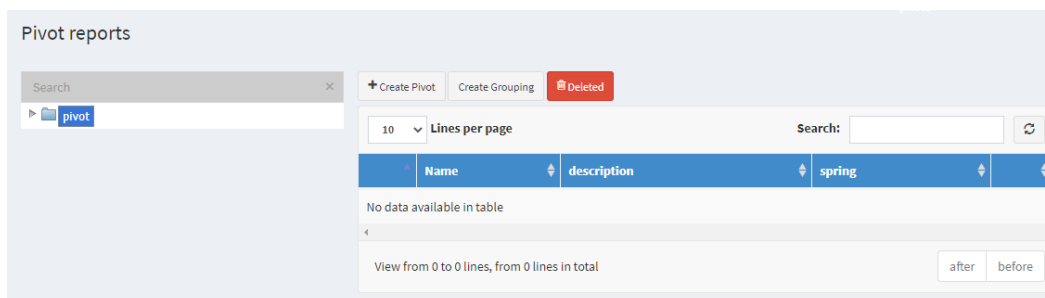 Pivot reports
Search ×
pivot
+ Create Pivot Create Grouping Deleted
10 Lines per page Search:
Name description spring
No data available in table
View from 0 to 0 lines, from 0 lines in total after before